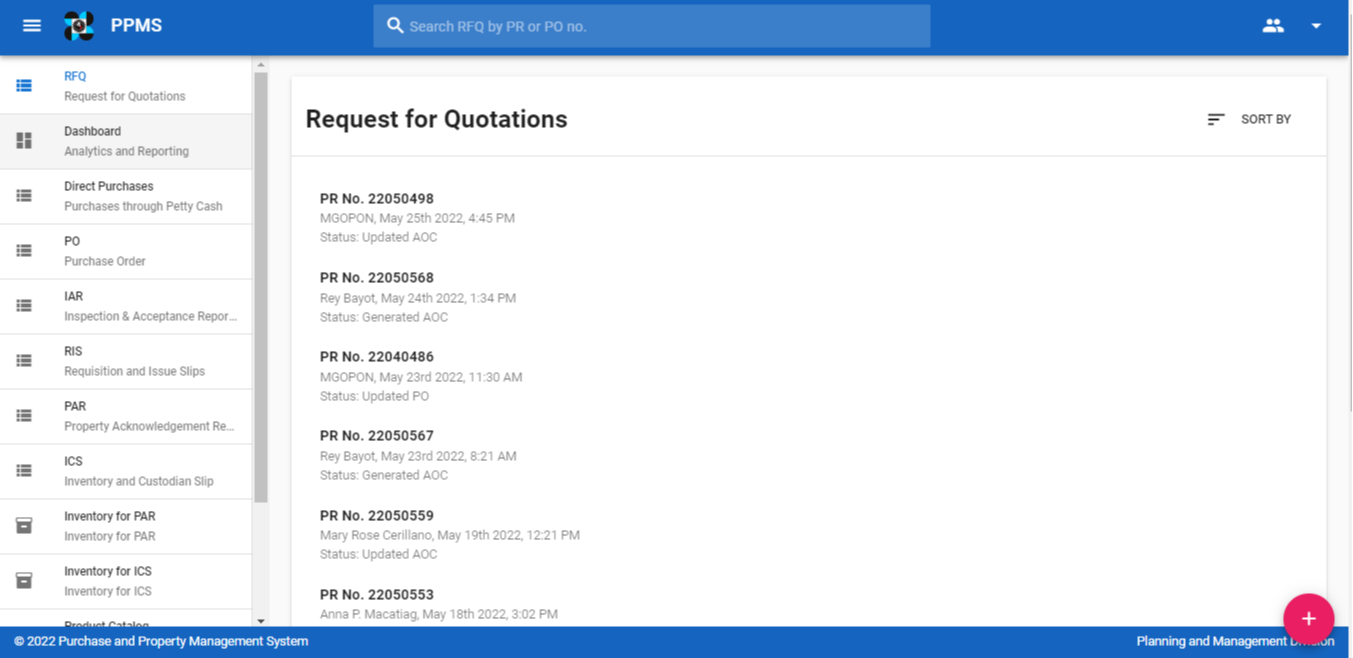 PPMS
Search RFQ by PR or PO no.
RFQ
Request for Quotations
Dashboard
Analytics and Reporting
Direct Purchases
Purchases through Petty Cash
PO
Purchase Order
IAR
Inspection & Acceptance Repor...
RIS
Requisition and Issue Slips
PAR
Property Acknowledgement Re...
ICS
Inventory and Custodian Slip
Inventory for PAR
Inventory for PAR
Inventory for ICS
Inventory for ICS
Product Catalog
Request for Quotations
SORT BY
PR No. 22050498
MGOPON, May 25th 2022, 4:45 PM
Status: Updated AOC
PR No. 22050568
Rey Bayot, May 24th 2022, 1:34 PM
Status: Generated AOC
PR No. 22040486
MGOPON, May 23rd 2022, 11:30 AM
Status: Updated PO
PR No. 22050567
Rey Bayot, May 23rd 2022, 8:21 AM
Status: Generated AOC
PR No. 22050559
Mary Rose Cerillano, May 19th 2022, 12:21 PM
Status: Updated AOC
PR No. 22050553
Anna P. Macatiag, May 18th 2022, 3:02 PM
+
© 2022 Purchase and Property Management System
Planning and Management Division